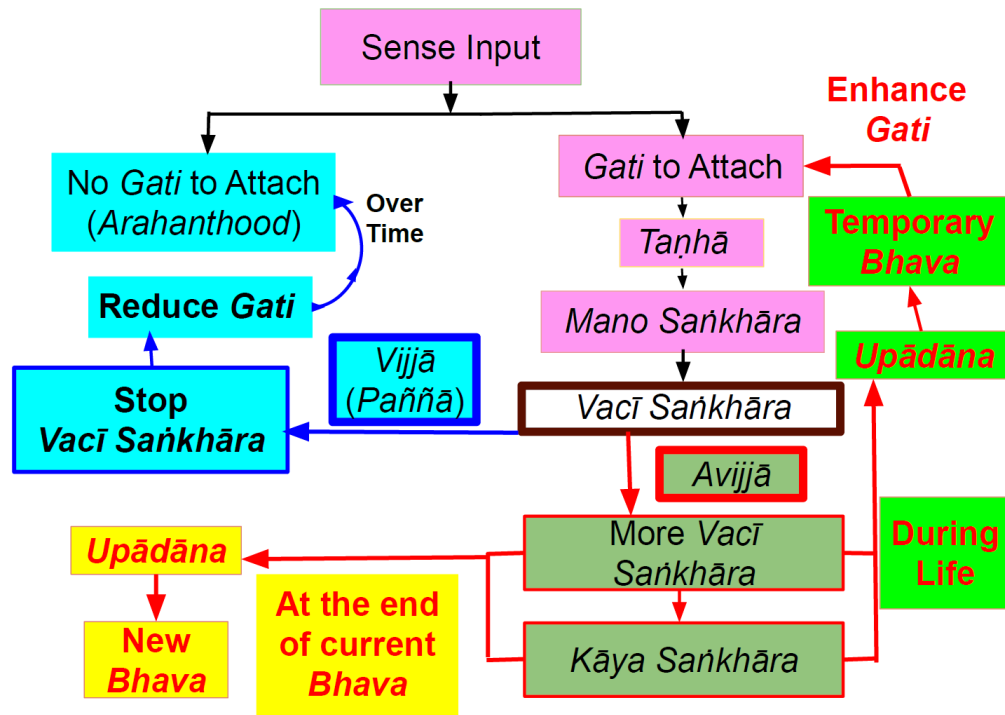 Sense Input
Enhance
Gati
No Gati to Attach
(Arahanthood)
Over
Time
Gati to Attach
Temporary
Bhava
Taṇhā
Reduce Gati
Mano Saṅkhāra
Upādāna
Vijjā
(Paññā)
Stop
Vacī Saṅkhāra
Vacī Saṅkhāra
Avijjā
More Vacī
Saṅkhāra
During
Life
Upādāna
At the end
of current
Bhava
New
Bhava
Kāya Saṅkhāra